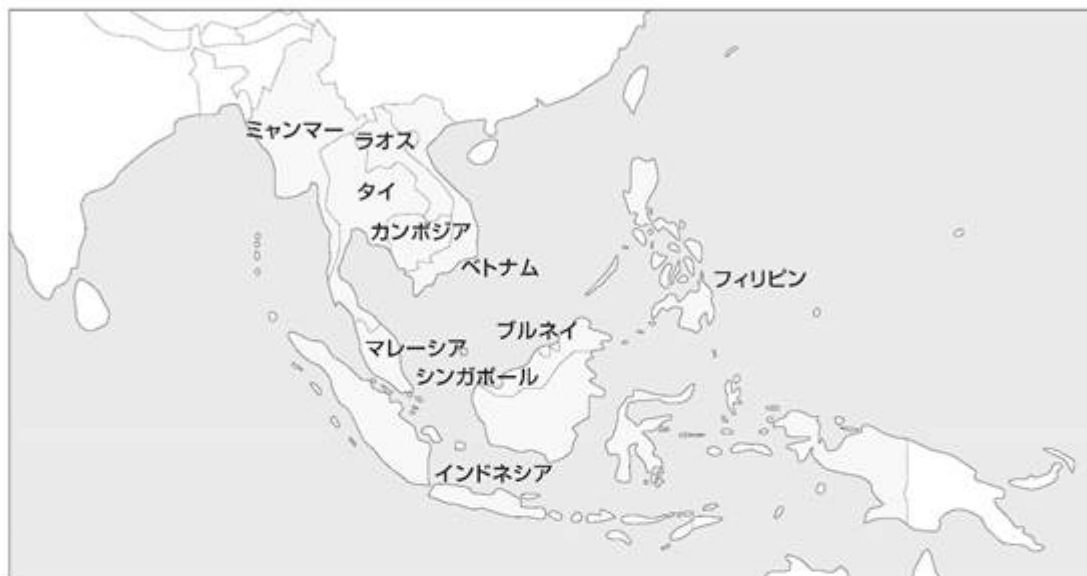 ミャンマー
ラオス
タイ
カンボジア
ベトナム
フィリピン
ブルネイ
マレーシア
シンガポール
インドネシア